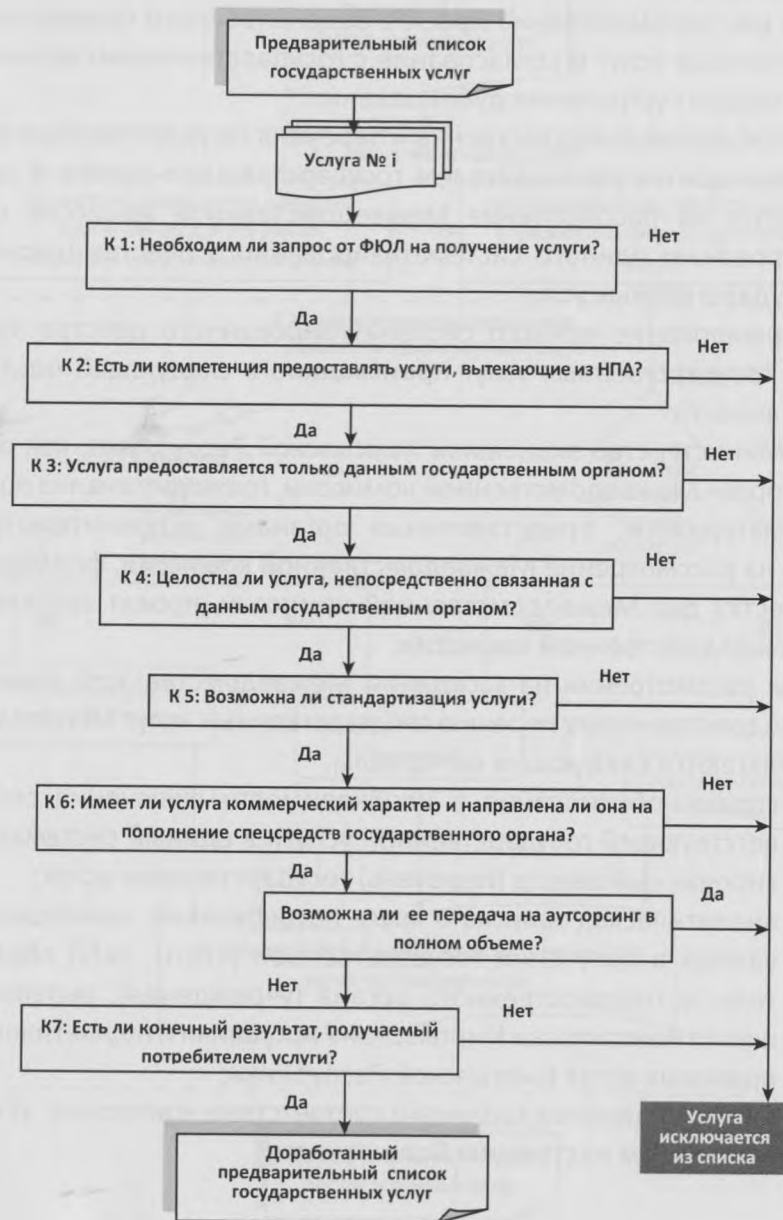 Предварительный список
государственных услуг
Услуга № i
К 1: Необходим ли запрос от ФЮЛ на получение услуги?
Нет
Да
К 2: Есть ли компетенция предоставлять услуги, вытекающие из НПА?
Нет
Да
К 3: Услуга предоставляется только данным государственным органом?
Нет
Да
К 4: Целостна ли услуга, непосредственно связанная с
данным государственным органом?
Нет
Да
К 5: Возможна ли стандартизация услуги?
Нет
Да
К 6: Имеет ли услуга коммерческий характер и направлена ли она на
пополнение спецсредств государственного органа?
Нет
Да
Возможна ли ее передача на аутсорсинг в
полном объеме?
Да
Нет
К7: Есть ли конечный результат, получаемый
потребителем услуги?
Нет
Да
Услуга
исключается
из списка
Доработанный
предварительный список
государственных услуг